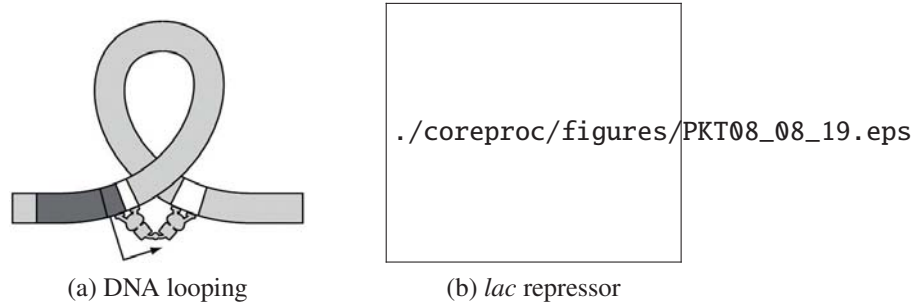 ./coreproc/figures/PKT08_08_19.eps
(a) DNA looping
(b) lac repressor